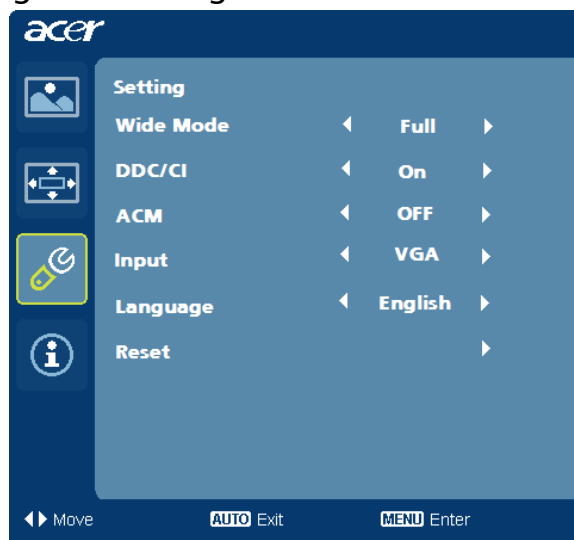 acer
Setting
Wide Mode Full
DDC/CI On
ACM OFF
Input VGA
Language English
Reset
Move AUTO Exit MENU Enter